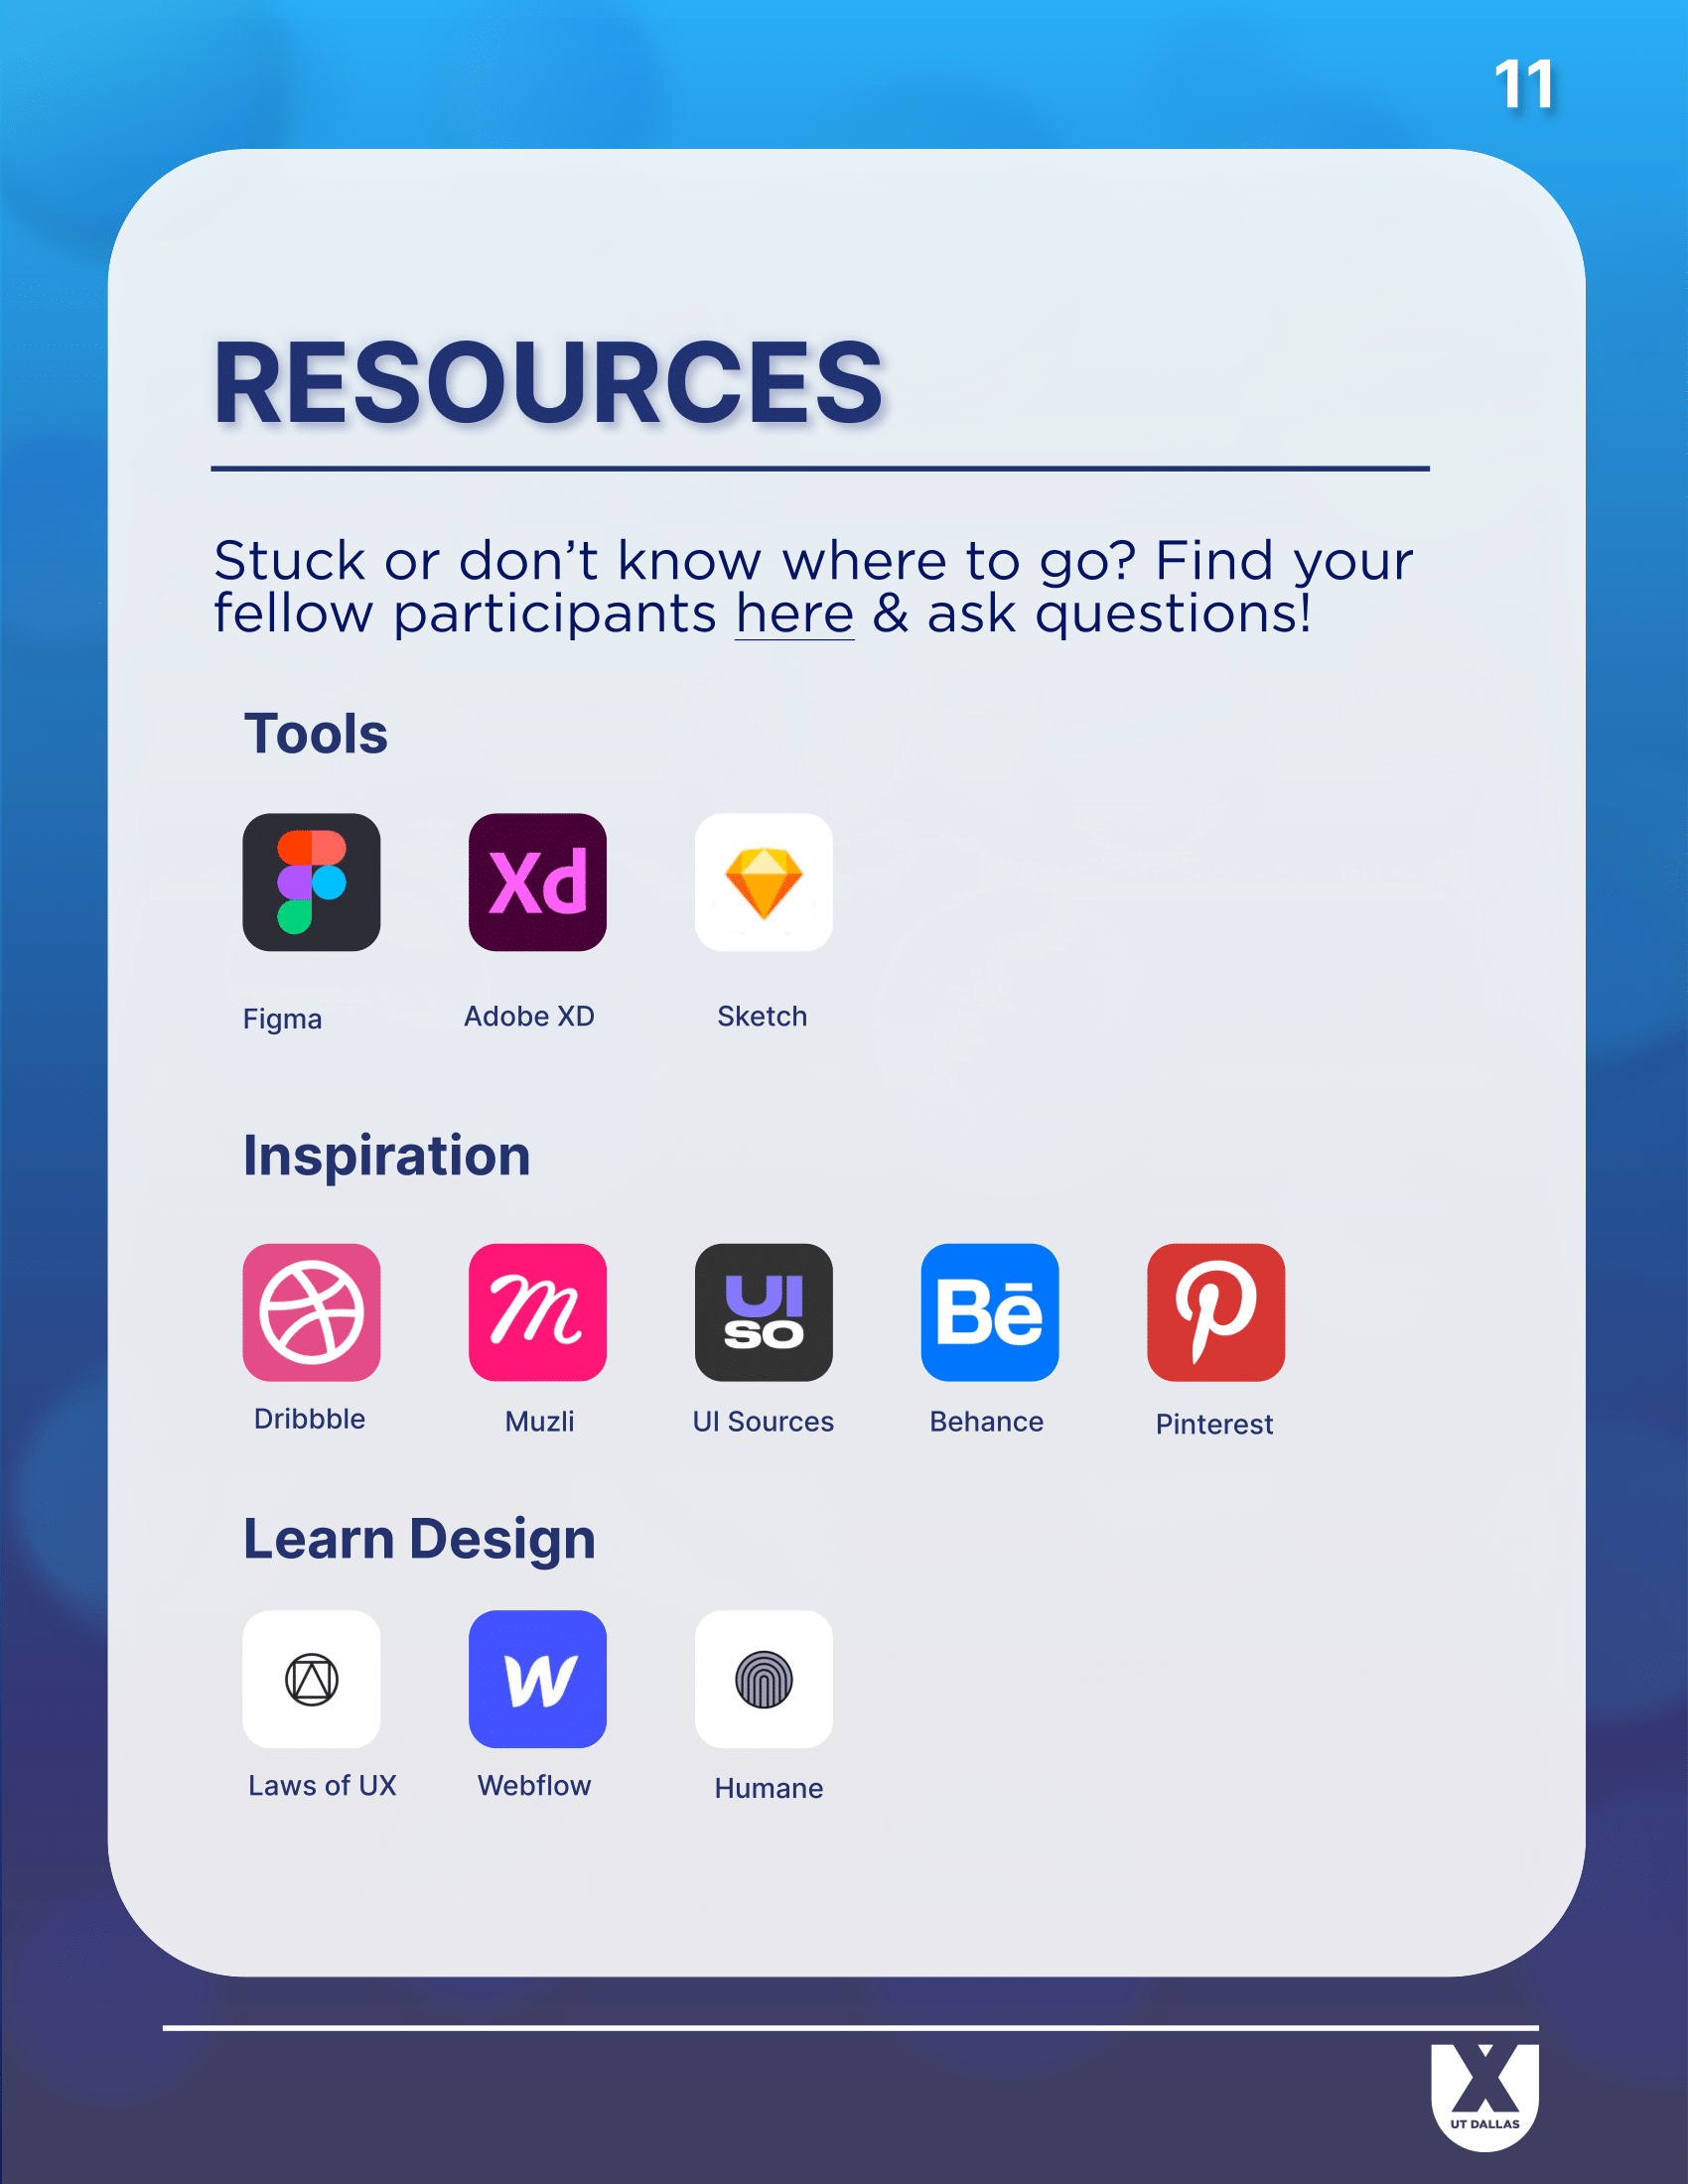 11
RESOURCES
Stuck or don’t know where to go? Find your
fellow participants here & ask questions!
Tools
Xd
Figma
Adobe XD
Sketch
Inspiration
m
UI
SO
Bē
Dribbble
Muzli
UI Sources
Behance
Pinterest
Learn Design
W
Laws of UX
Webflow
Humane
X
UT DALLAS